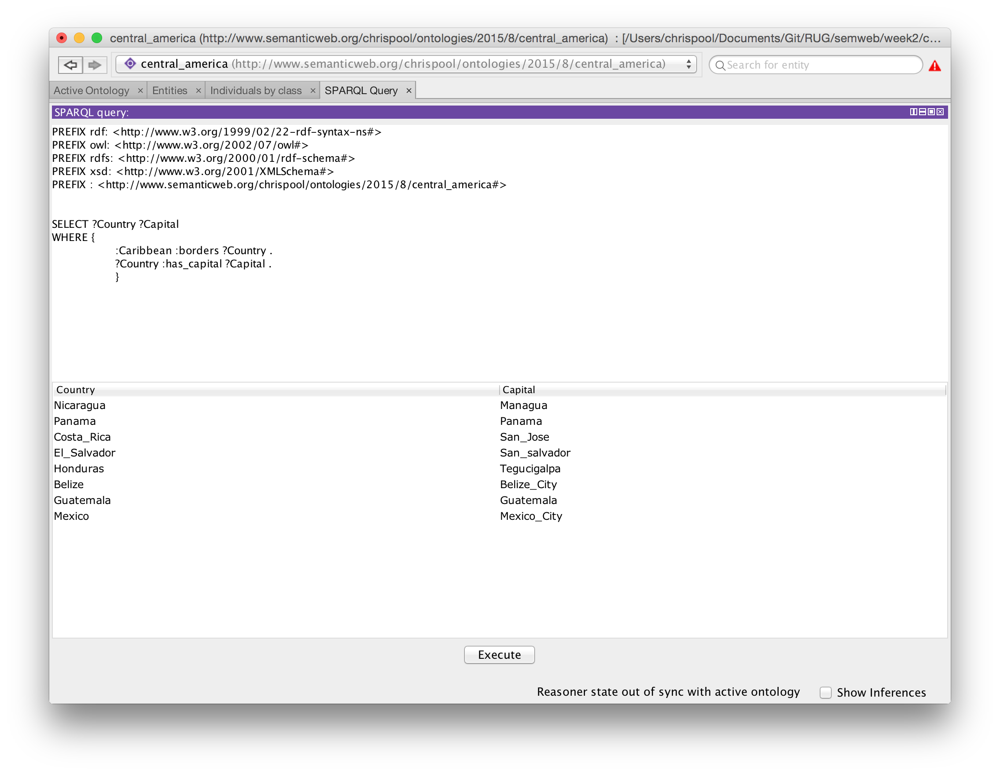 central_america (http://www.semanticweb.org/chrispool/ontologies/2015/8/central_america)  : [/Users/chrispool/Documents/Git/RUG/semweb/week2/c...
central_america (http://www.semanticweb.org/chrispool/ontologies/2015/8/central_america)
Search for entity
Active Ontology × Entities × Individuals by class × SPARQL Query ×
SPARQL query:
PREFIX rdf: <http://www.w3.org/1999/02/22-rdf-syntax-ns#>
PREFIX owl: <http://www.w3.org/2002/07/owl#>
PREFIX rdfs: <http://www.w3.org/2000/01/rdf-schema#>
PREFIX xsd: <http://www.w3.org/2001/XMLSchema#>
PREFIX : <http://www.semanticweb.org/chrispool/ontologies/2015/8/central_america#>
SELECT ?Country ?Capital
WHERE {
:Caribbean :borders ?Country .
?Country :has_capital ?Capital .
}
Country Capital
Nicaragua Managua
Panama Panama
Costa_Rica San_Jose
El_Salvador San_salvador
Honduras Tegucigalpa
Belize Belize_City
Guatemala Guatemala
Mexico Mexico_City
Execute
Reasoner state out of sync with active ontology Show Inferences